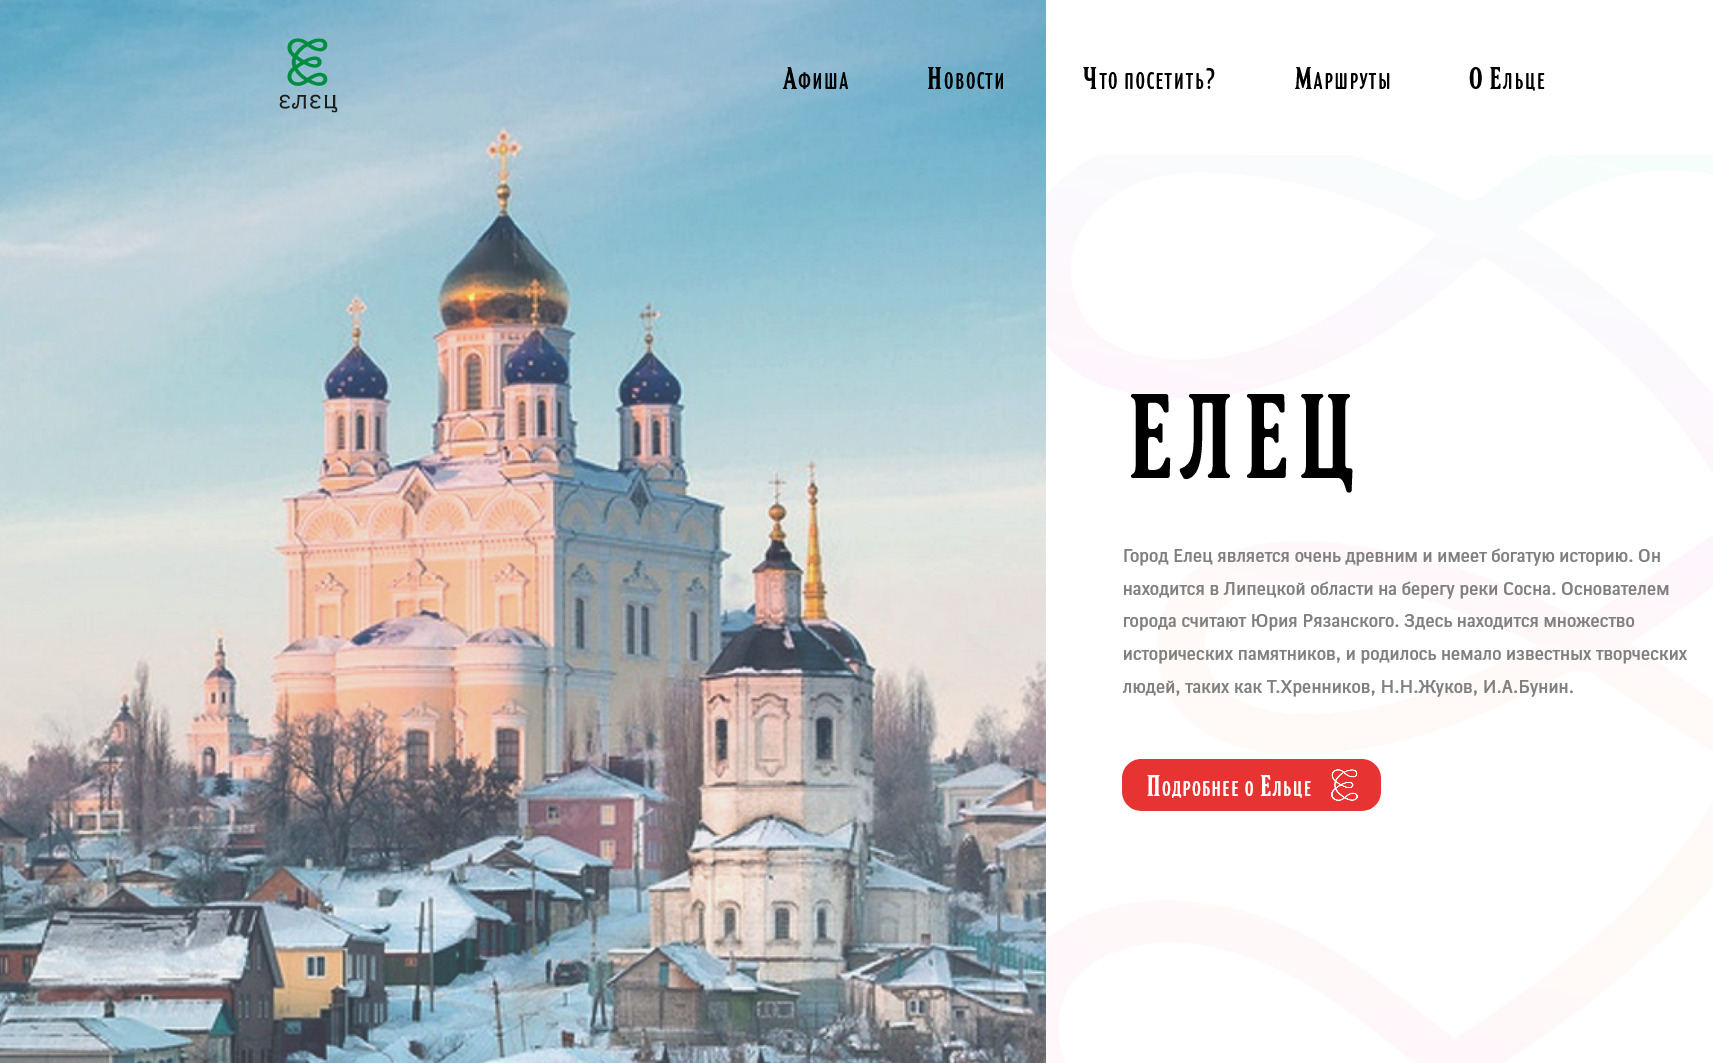 ЕЛЕЦ
Афиша Новости Что посетить? Маршруты О Ельце
ЕЛЕЦ
Город Елец является очень древним и имеет богатую историю. Он
находится в Липецкой области на берегу реки Сосна. Основателем
города считают Юрия Рязанского. Здесь находится множество
исторических памятников, и родилось немало известных творческих
людей, таких как Т.Хренников, Н.Н.Жуков, И.А.Бунин.
Подробнее о Ельце